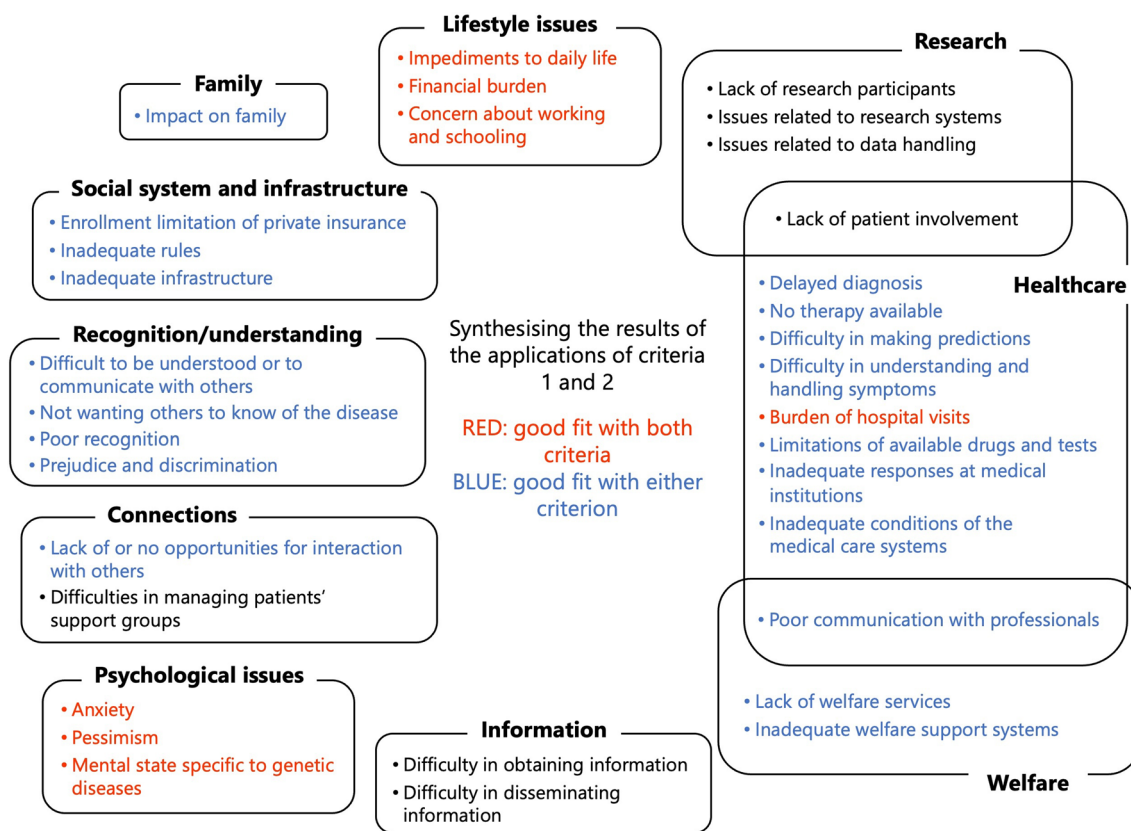 Lifestyle issues
• Impediments to daily life
• Financial burden
• Concern about working
and schooling
Research
• Lack of research participants
• Issues related to research systems
• Issues related to data handling
Family
• Impact on family
Social system and infrastructure
• Enrollment limitation of private insurance
• Inadequate rules
• Inadequate infrastructure
• Lack of patient involvement
Healthcare
• Delayed diagnosis
• No therapy available
• Difficulty in making predictions
• Difficulty in understanding and
handling symptoms
• Burden of hospital visits
• Limitations of available drugs and tests
• Inadequate responses at medical
institutions
• Inadequate conditions of the
medical care systems
Recognition/understanding
• Difficult to be understood or to
communicate with others
• Not wanting others to know of the disease
• Poor recognition
• Prejudice and discrimination
Synthesising the results of
the applications of criteria
1 and 2
RED: good fit with both
criteria
BLUE: good fit with either
criterion
Connections
• Lack of or no opportunities for interaction
with others
• Difficulties in managing patients’
support groups
• Poor communication with professionals
Psychological issues
• Anxiety
• Pessimism
• Mental state specific to genetic
diseases
Information
• Difficulty in obtaining information
• Difficulty in disseminating
information
• Lack of welfare services
• Inadequate welfare support systems
Welfare